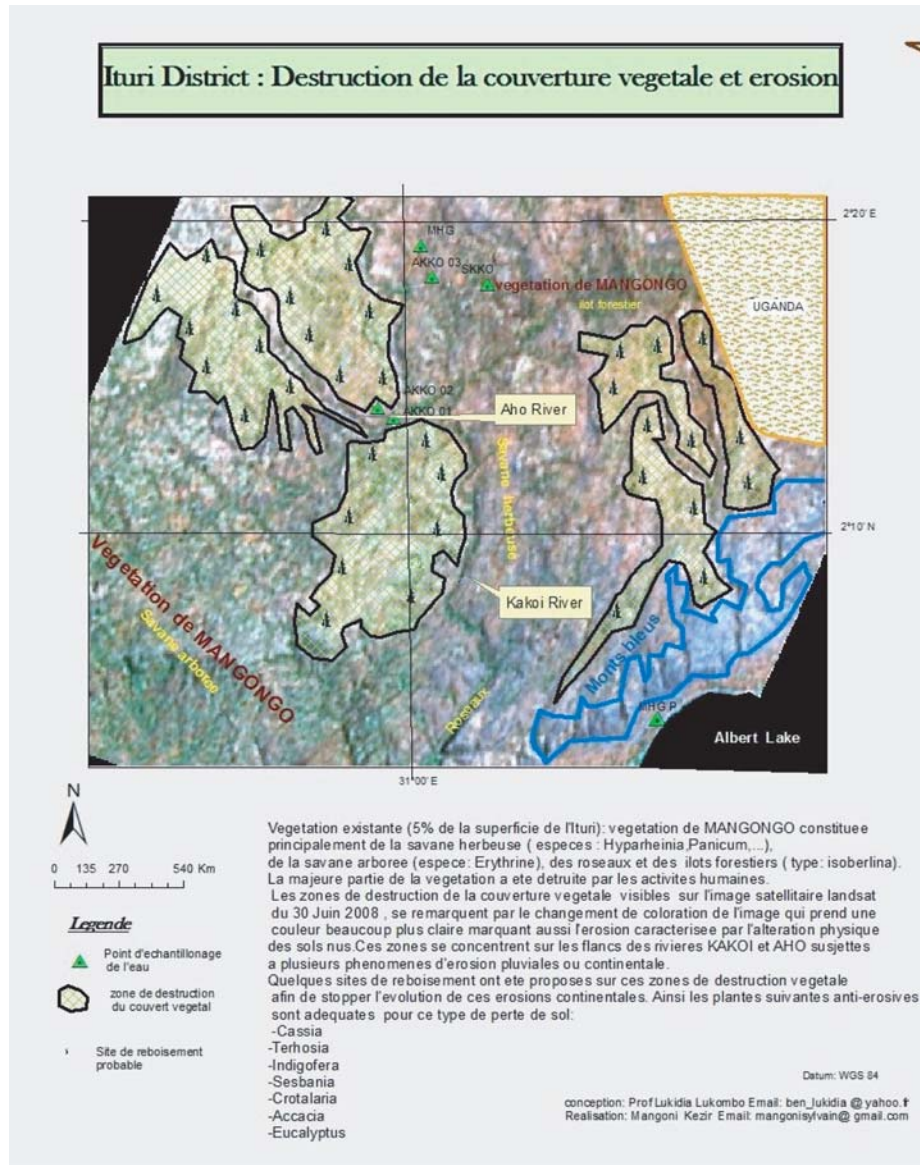 Ituri District : Destruction de la couverture vegetale et erosion
2°20' E
MHG
AKKO 03
SKKO
vegetation de MANGONGO
ilot forestier
UGANDA
AKKO 02
AKKO 01
Aho River
Savane herbeuse
2°10' N
Vegetation de MANGONGO
Savane arboree
Kakoi River
Monts bleus
Roseaux
MHG P
Albert Lake
31°00' E
N
0 135 270 540 Km
Legende
Point d'echantillonage
de l'eau
zone de destruction
du couvert vegetal
Site de reboisement
probable
Vegetation existante (5% de la superficie de l'Ituri): vegetation de MANGONGO constituee
principalement de la savane herbeuse ( especes : Hyparheinia,Panicum,...),
de la savane arboree (espece: Erythrine), des roseaux et des ilots forestiers ( type: isoberlina).
La majeure partie de la vegetation a ete detruite par les activites humaines.
Les zones de destruction de la couverture vegetale visibles sur l'image satellitaire landsat
du 30 Juin 2008 , se remarquent par le changement de coloration de l'image qui prend une
couleur beaucoup plus claire marquant aussi l'erosion caracterisee par l'alteration physique
des sols nus.Ces zones se concentrent sur les flancs des rivieres KAKOI et AHO susjettes
a plusieurs phenomenes d'erosion pluviales ou continentale.
Quelques sites de reboisement ont ete proposes sur ces zones de destruction vegetale
afin de stopper l'evolution de ces erosions continentales. Ainsi les plantes suivantes anti-erosives
sont adequates pour ce type de perte de sol:
-Cassia
-Terhosia
-Indigofera
-Sesbania
-Crotalaria
-Accacia
-Eucalyptus
Datum: WGS 84
conception: Prof Lukidia Lukombo Email: ben_lukidia @ yahoo.fr
Realisation: Mangoni Kezir Email: mangonisylvain@ gmail.com